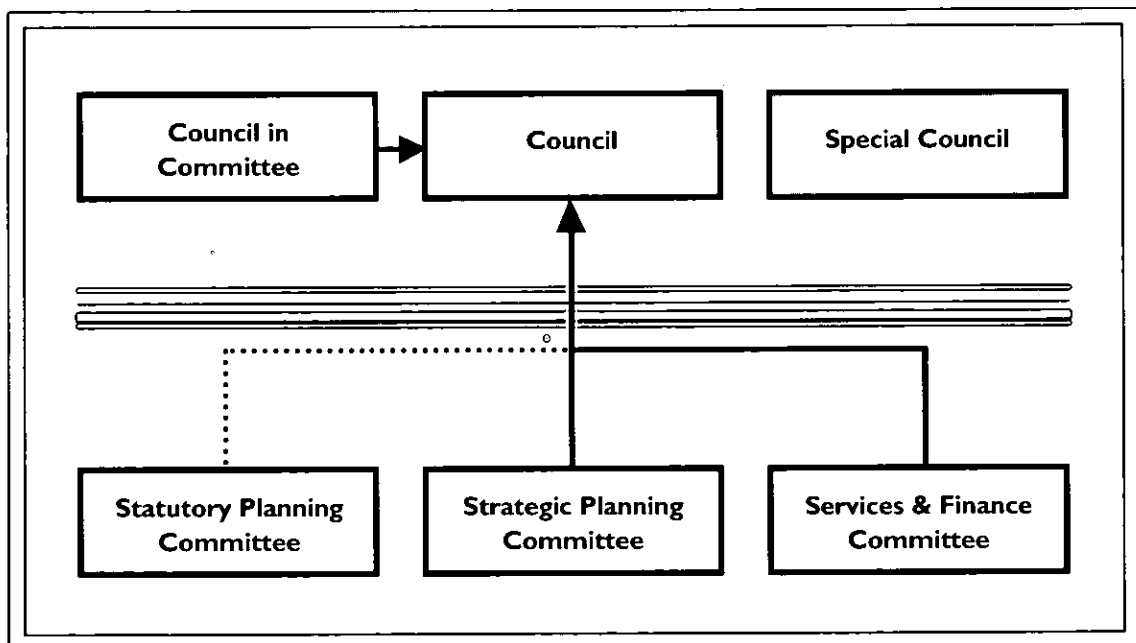 Council in
Committee
Council
Special Council
Statutory Planning
Committee
Strategic Planning
Committee
Services & Finance
Committee